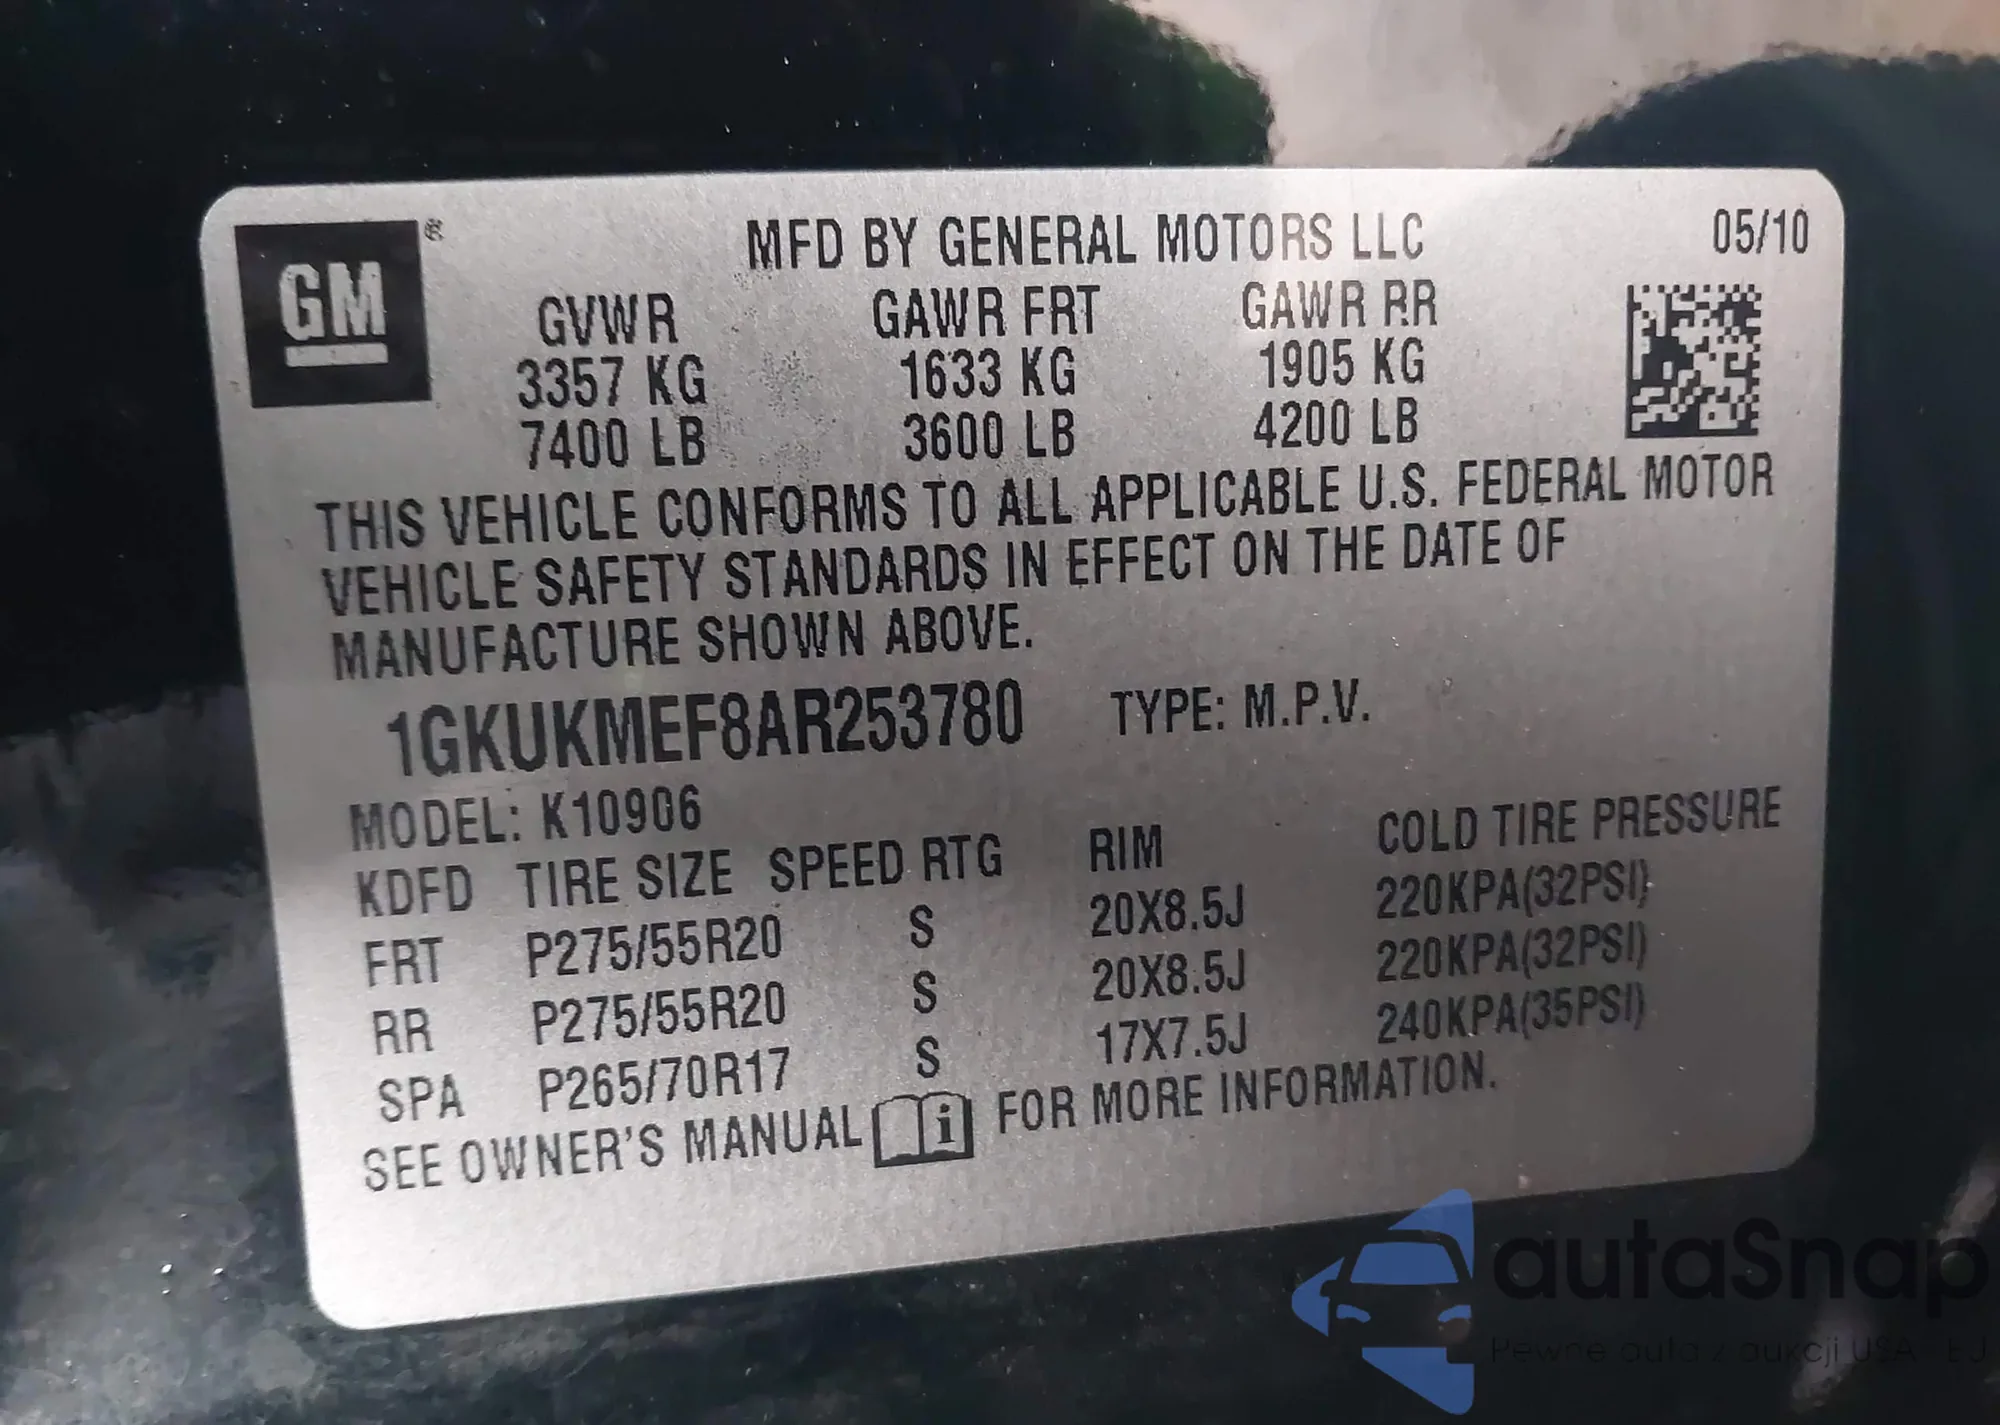 GM ®
MFD BY GENERAL MOTORS LLC 05/10
GVWR GAWR FRT GAWR RR
3357 KG 1633 KG 1905 KG
7400 LB 3600 LB 4200 LB
THIS VEHICLE CONFORMS TO ALL APPLICABLE U.S. FEDERAL MOTOR
VEHICLE SAFETY STANDARDS IN EFFECT ON THE DATE OF
MANUFACTURE SHOWN ABOVE.
1GKUKMEF8AR253780 TYPE: M.P.V.
MODEL: K10906
KDFD TIRE SIZE SPEED RTG RIM COLD TIRE PRESSURE
FRT P275/55R20 S 20X8.5J 220KPA(32PSI)
RR P275/55R20 S 20X8.5J 220KPA(32PSI)
SPA P265/70R17 S 17X7.5J 240KPA(35PSI)
SEE OWNER'S MANUAL i FOR MORE INFORMATION.
autaSnap
Pewne auta z aukcji USA